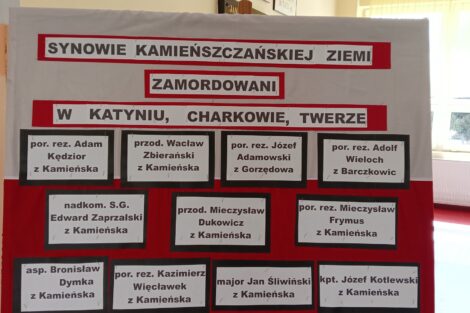 SYNOWIE KAMIEŃSZCZAŃSKIEJ ZIEMI
ZAMORDOWANI
W KATYNIU, CHARKOWIE, TWERZE
por. rez. Adam
Kędzior
z Kamieńska
przod. Wacław
Zbierański
z Kamieńska
por. rez. Józef
Adamowski
z Gorzędowa
por. rez. Adolf
Wieloch
z Barczkowic
nadkom. S.G.
Edward Zaprzalski
z Kamieńska
przod. Mieczysław
Dukowicz
z Kamieńska
por. rez. Mieczysław
Frymus
z Kamieńska
asp. Bronisław
Dymka
z Kamieńska
por. rez. Kazimierz
Więcławek
z Kamieńska
major Jan Śliwiński
z Kamieńska
kpt. Józef Kotlewski
z Kamieńska